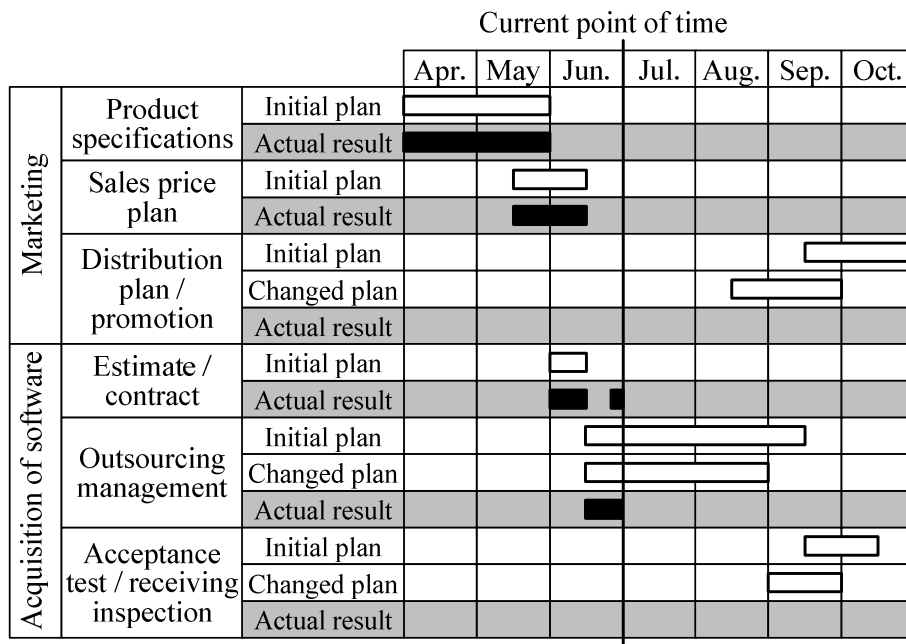 Current point of time
Apr. May Jun. Jul. Aug. Sep. Oct.
Marketing
Product
specifications
Initial plan
Actual result
Sales price
plan
Initial plan
Actual result
Distribution
plan /
promotion
Initial plan
Changed plan
Actual result
Acquisition of software
Estimate /
contract
Initial plan
Actual result
Outsourcing
management
Initial plan
Changed plan
Actual result
Acceptance
test / receiving
inspection
Initial plan
Changed plan
Actual result